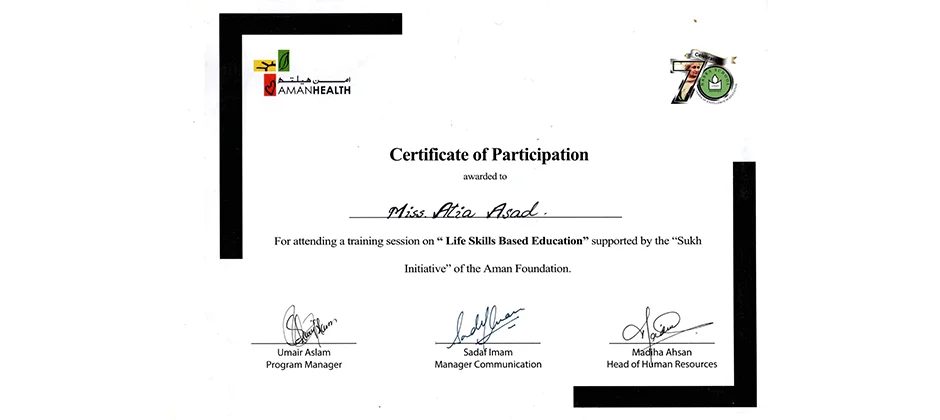 امن هیلتھ
AMANHEALTH
70
Certificate of Participation
awarded to
Miss. Atia Asad.
For attending a training session on “ Life Skills Based Education” supported by the “Sukh
Initiative” of the Aman Foundation.
Umair Aslam
Program Manager
Sadaf Imam
Manager Communication
Madiha Ahsan
Head of Human Resources